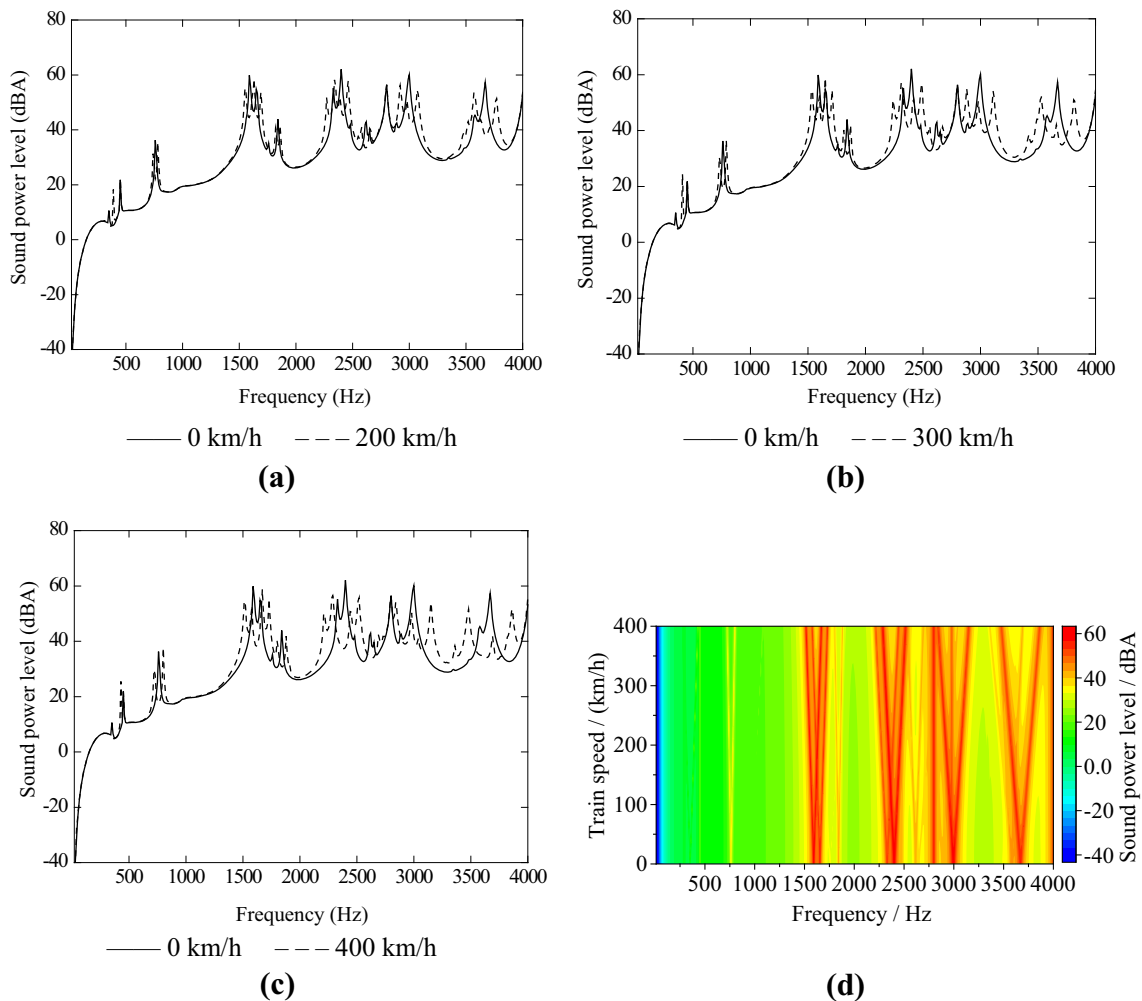 80
60
40
20
0
-20
-40
Sound power level (dBA)
500 1000 1500 2000 2500 3000 3500 4000
Frequency (Hz)
0 km/h 200 km/h
(a)
80
60
40
20
0
-20
-40
Sound power level (dBA)
500 1000 1500 2000 2500 3000 3500 4000
Frequency (Hz)
0 km/h 300 km/h
(b)
80
60
40
20
0
-20
-40
Sound power level (dBA)
500 1000 1500 2000 2500 3000 3500 4000
Frequency (Hz)
0 km/h 400 km/h
(c)
400
300
200
100
0
Train speed / (km/h)
500 1000 1500 2000 2500 3000 3500 4000
Frequency / Hz
60
40
20
0.0
-20
-40
Sound power level / dBA
(d)